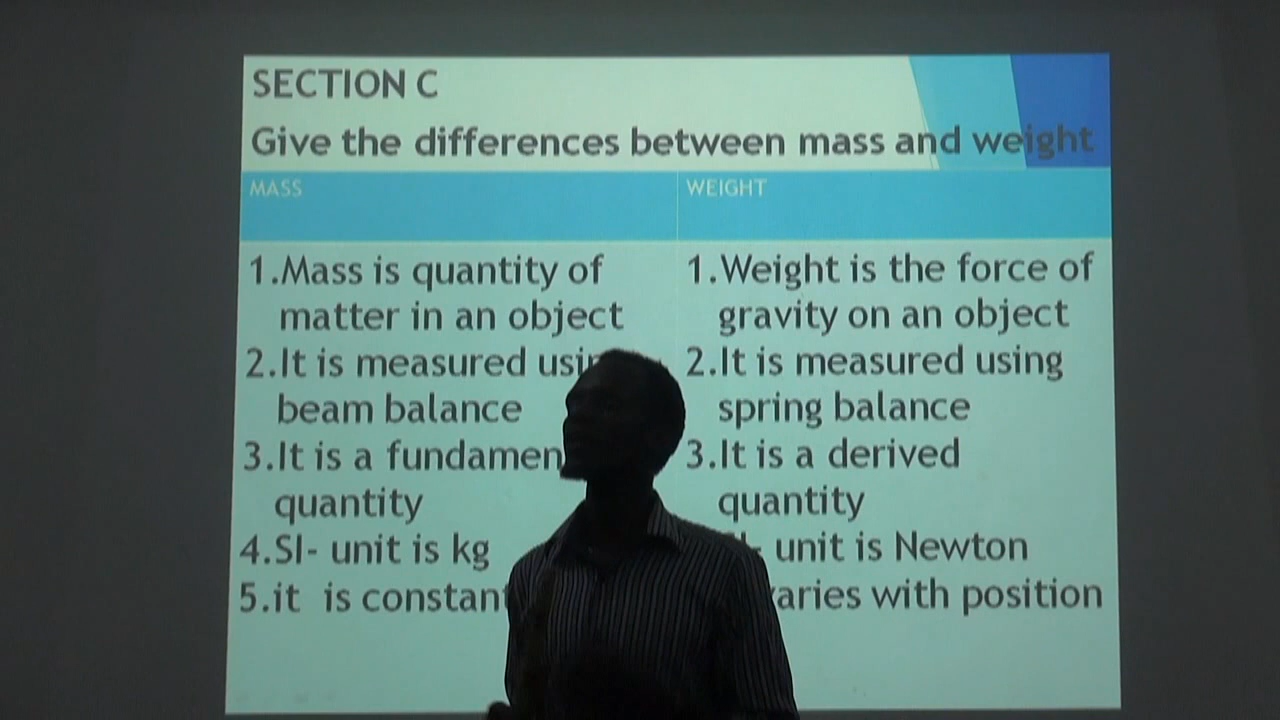 SECTION C
Give the differences between mass and weight
MASS
WEIGHT
1.Mass is quantity of
matter in an object
2.It is measured
beam balance
3.It is a
quantity
4.SI- unit is kg
5.it is constant
1.Weight is the force of
gravity on an object
2.It is measured using
spring balance
3.It is a derived
quantity
unit is Newton
with position